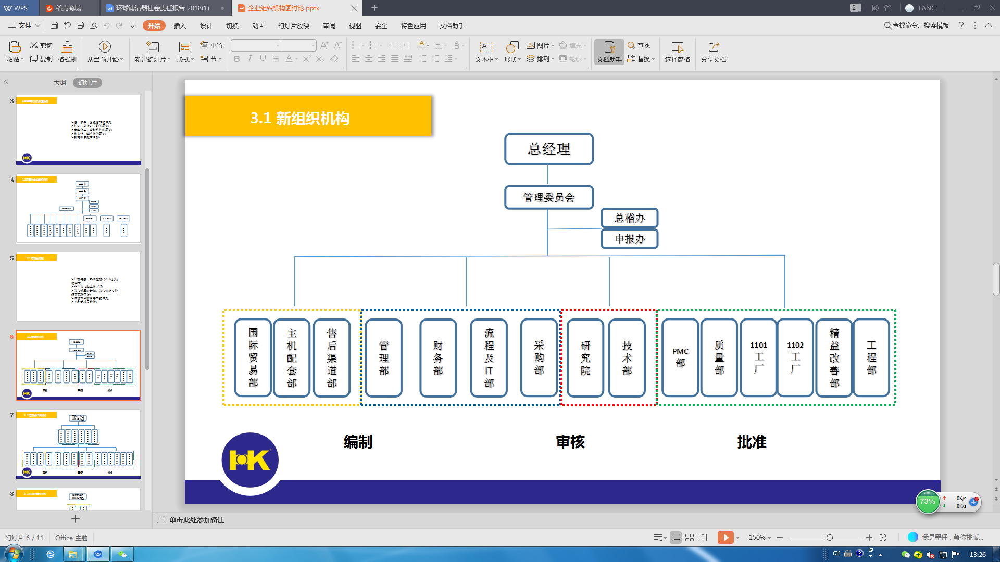 WPS
稻壳商城
环球滤清器社会责任报告 2018(1)
企业组织机构图讨论.pptx
2
FANG
文件
开始
插入
设计
切换
动画
幻灯片放映
审阅
视图
安全
特色应用
文档助手
查找命令、搜索模板
粘贴
剪切
复制
格式刷
从当前开始
新建幻灯片
版式
重置
节
文本框
形状
图片
排列
填充
轮廓
文档助手
查找
替换
选择窗格
分享文档
大纲
幻灯片
3
4
5
6
7
8
3.1 新组织机构
总经理
管理委员会
总稽办
申报办
国际贸易部
主机配套部
售后渠道部
管理部
财务部
流程及IT部
采购部
研究院
技术部
PMC部
质量部
1101工厂
1102工厂
精益改善部
工程部
编制
审核
批准
HK
73%
0K/s
0K/s
单击此处添加备注
幻灯片 6 / 11
Office 主题
150%
我是墨仔，帮你排版...
CH
13:26